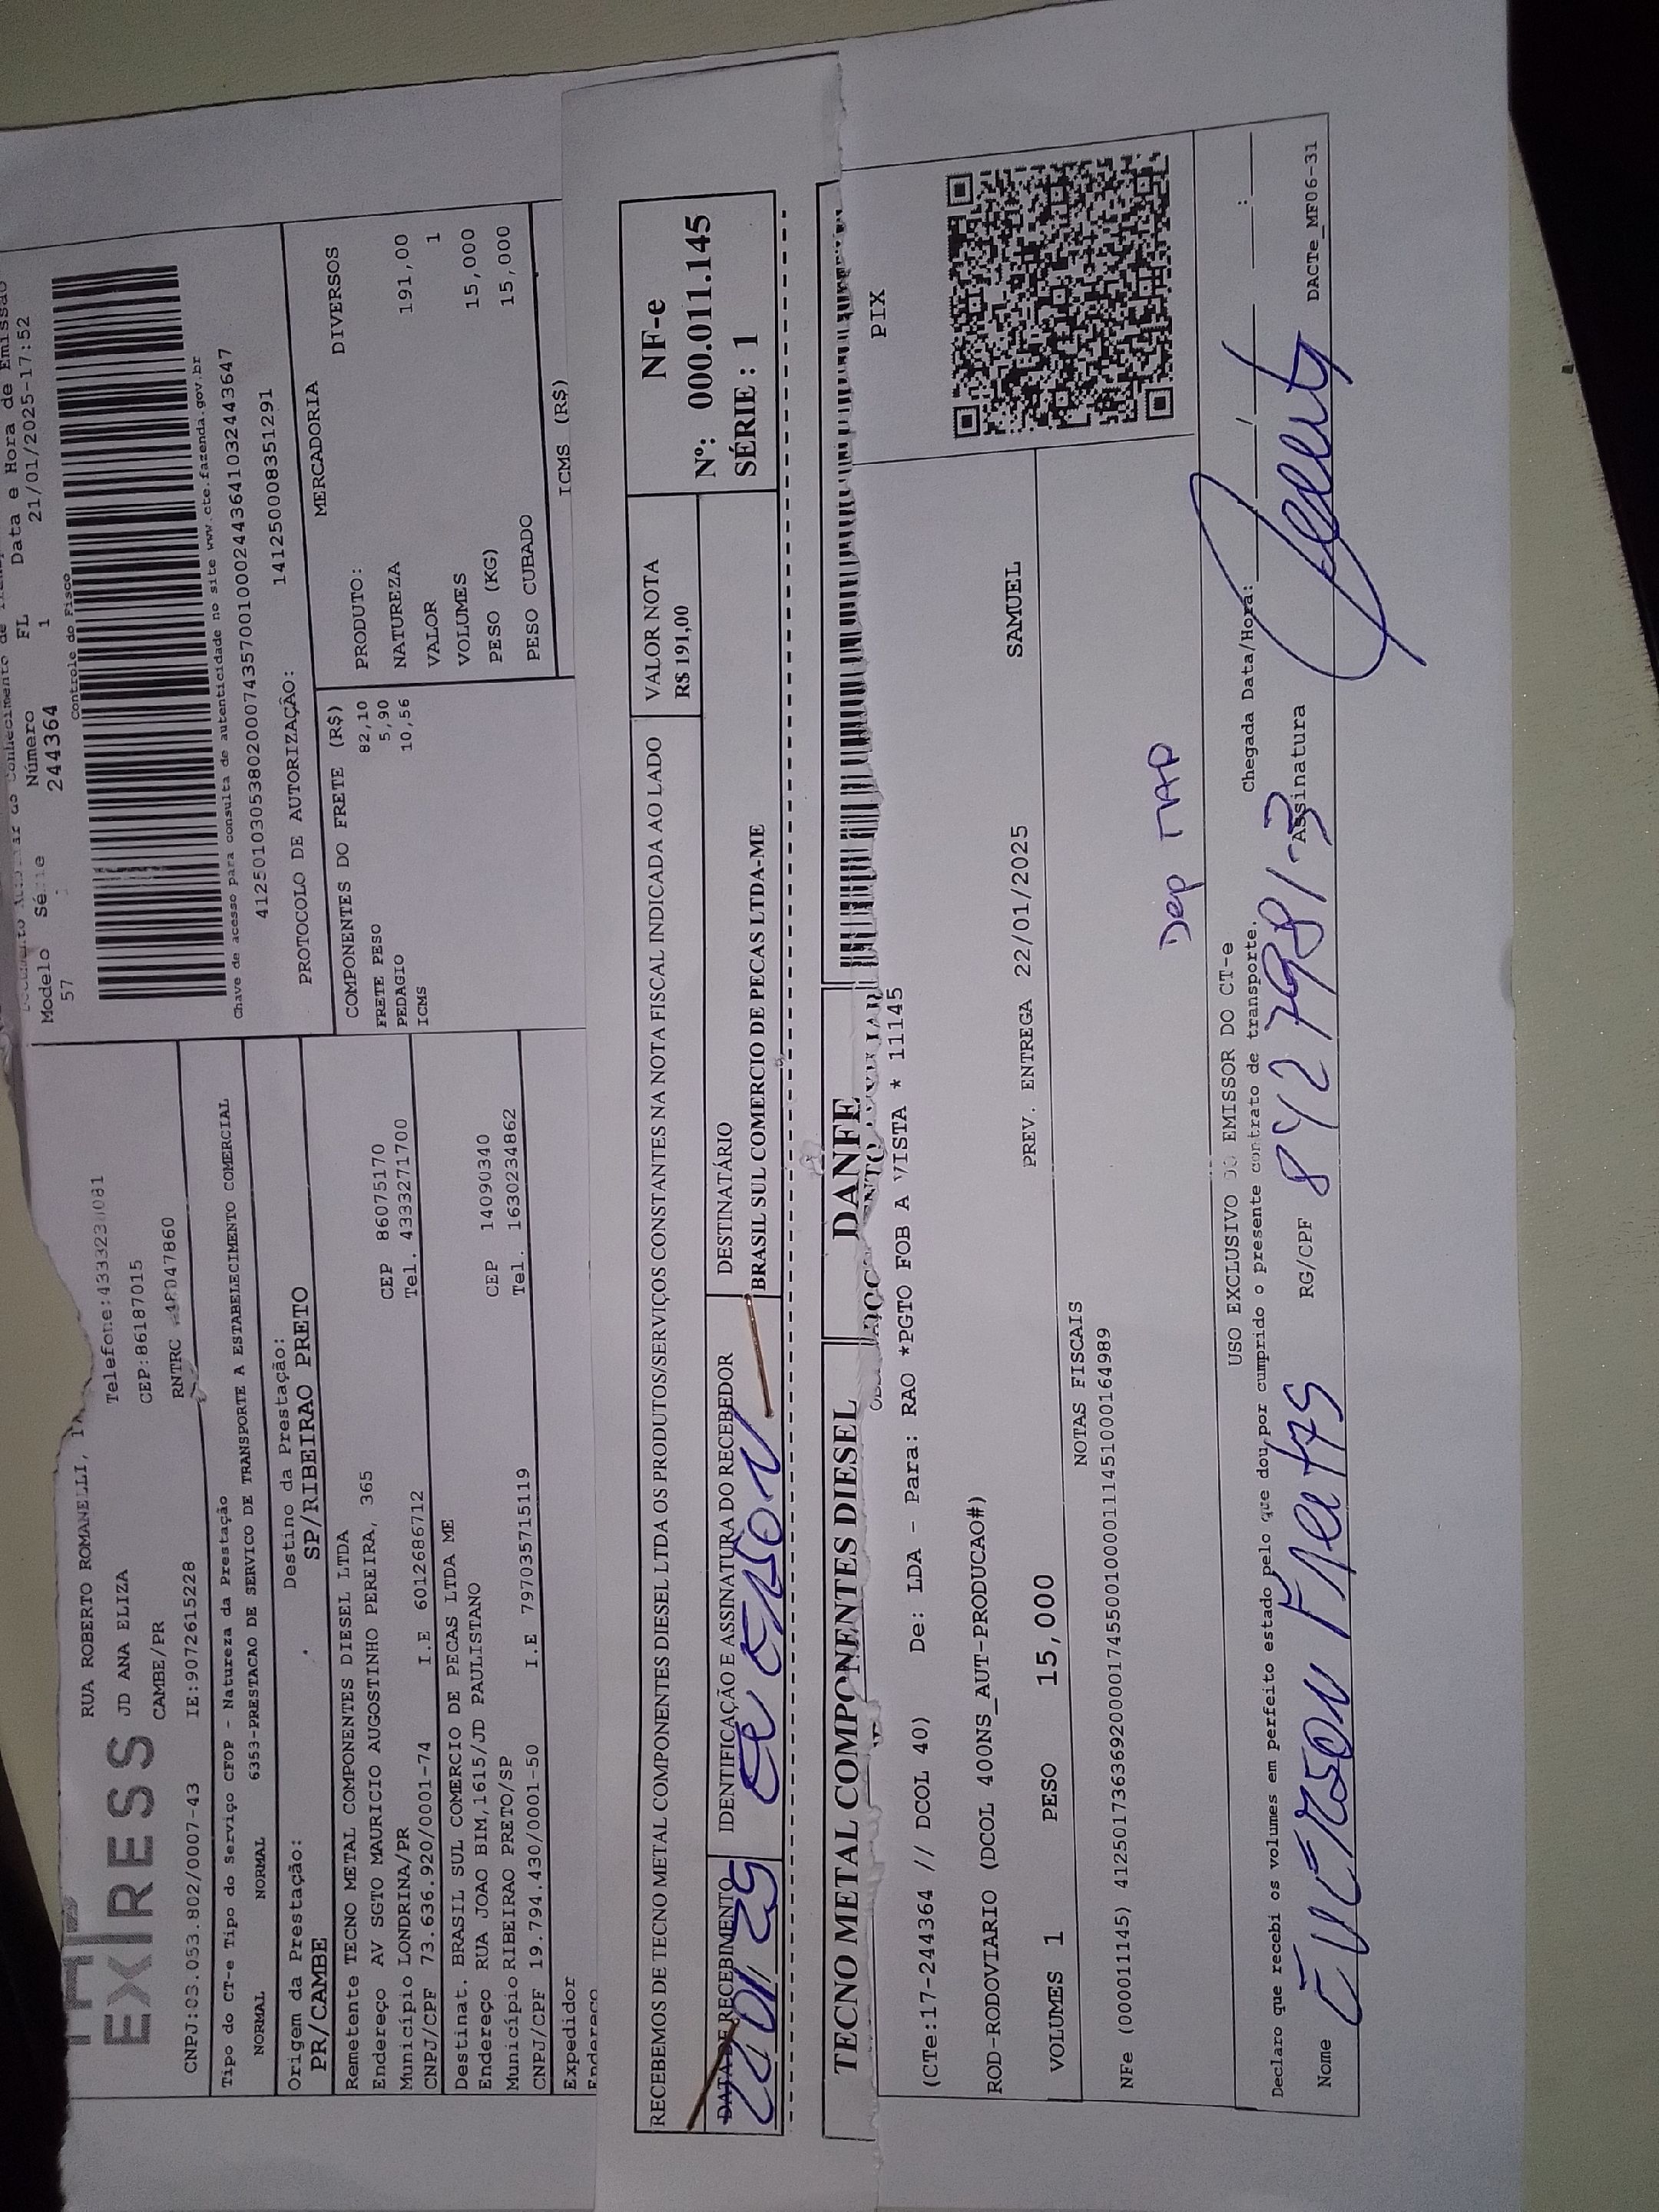 Modelo Série Número FL Data e Hora de Emissão
57 244364 1 21/01/2025-17:52
Controle do Fisco
EXPRESS
RUA ROBERTO ROMANELLI,
JD ANA ELIZA
CAMBE/PR
CEP:86187015
CNPJ:03.053.802/0007-43 IE:9072615228 RNTRC
Chave de acesso para consulta de autenticidade no site www.cte.fazenda.gov.br
41250103053802000743570010002443641032443647
PROTOCOLO DE AUTORIZAÇÃO: 141250008351291
Tipo do CT-e Tipo do Serviço CFOP - Natureza da Prestação
NORMAL NORMAL 6353-PRESTACAO DE SERVICO DE TRANSPORTE A ESTABELECIMENTO COMERCIAL
Origem da Prestação: Destino da Prestação:
PR/CAMBE SP/RIBEIRAO PRETO
Remetente TECNO METAL COMPONENTES DIESEL LTDA
Endereço AV SGTO MAURICIO AUGOSTINHO PEREIRA, 365 CEP 86075170
Município LONDRINA/PR Tel. 4333271700
CNPJ/CPF 73.636.920/0001-74 I.E 6012686712
Destinat. BRASIL SUL COMERCIO DE PECAS LTDA ME
Endereço RUA JOAO BIM,1615/JD PAULISTANO CEP 14090340
Município RIBEIRAO PRETO/SP Tel. 1630234862
CNPJ/CPF 19.794.430/0001-50 I.E 797035715119
Expedidor
Endereço
COMPONENTES DO FRETE (R$)
FRETE PESO 82,10
PEDAGIO 5,90
ICMS 10,56
MERCADORIA
PRODUTO: DIVERSOS
NATUREZA
VALOR 191,00
VOLUMES 1
PESO (KG) 15,000
PESO CUBADO 15,000
ICMS (R$)
RECEBEMOS DE TECNO METAL COMPONENTES DIESEL LTDA OS PRODUTOS/SERVIÇOS CONSTANTES NA NOTA FISCAL INDICADA AO LADO
VALOR NOTA
R$ 191,00
NF-e
Nº: 000.011.145
SÉRIE : 1
DATA DE RECEBIMENTO
IDENTIFICAÇÃO E ASSINATURA DO RECEBEDOR
DESTINATÁRIO
BRASIL SUL COMERCIO DE PECAS LTDA-ME
TECNO METAL COMPONENTES DIESEL
DANFE
PIX
(CTe:17-244364 // DCOL 40) De: LDA - Para: RAO *PGTO FOB A VISTA * 11145
ROD-RODOVIARIO (DCOL 400NS_AUT-PRODUCAO#)
VOLUMES 1 PESO 15,000 PREV. ENTREGA 22/01/2025 SAMUEL
NOTAS FISCAIS
NFe (000011145) 41250173636920000174550010000111451000164989
Dep
USO EXCLUSIVO DO EMISSOR DO CT-e
Declaro que recebi os volumes em perfeito estado pelo que dou por cumprido o presente contrato de transporte. Chegada Data/Hora: ___/___/___ ___:___
Nome RG/CPF Assinatura
DACTe_MF06-31